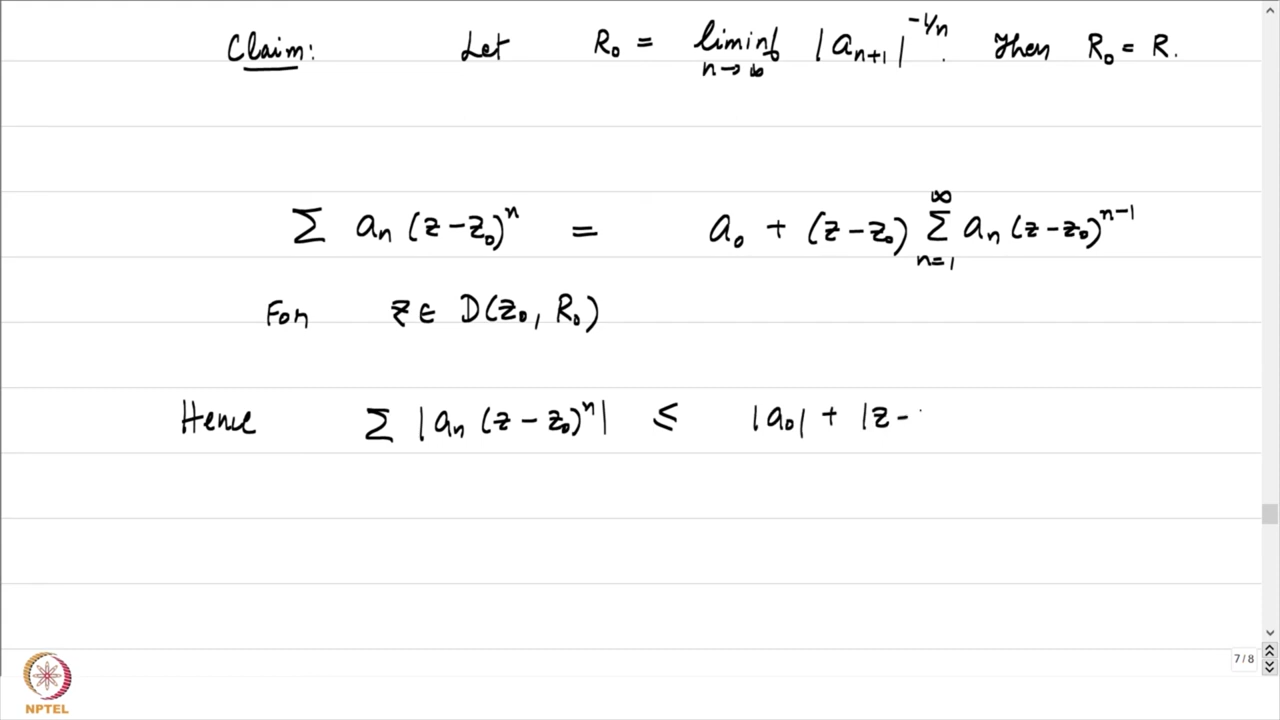 Claim: Let R₀ = liminf_{n→∞} |a_{n+1}|^{-1/n}. Then R₀ = R.
Σ a_n (z-z₀)^n = a₀ + (z-z₀) Σ_{n=1}^{∞} a_n (z-z₀)^{n-1}
For z ∈ D(z₀, R₀)
Hence Σ |a_n (z-z₀)^n| ≤ |a₀| + |z-
7/8
NPTEL